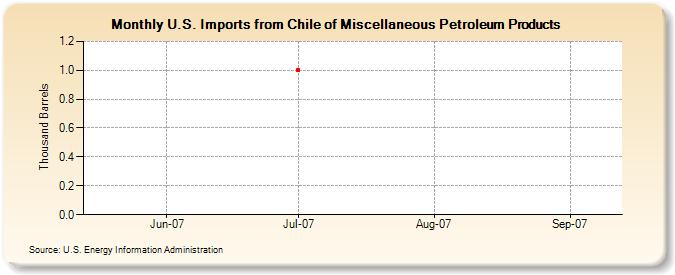 Monthly U.S. Imports from Chile of Miscellaneous Petroleum Products
Thousand Barrels
1.2
1.0
0.8
0.6
0.4
0.2
0.0
Jun-07
Jul-07
Aug-07
Sep-07
Source: U.S. Energy Information Administration